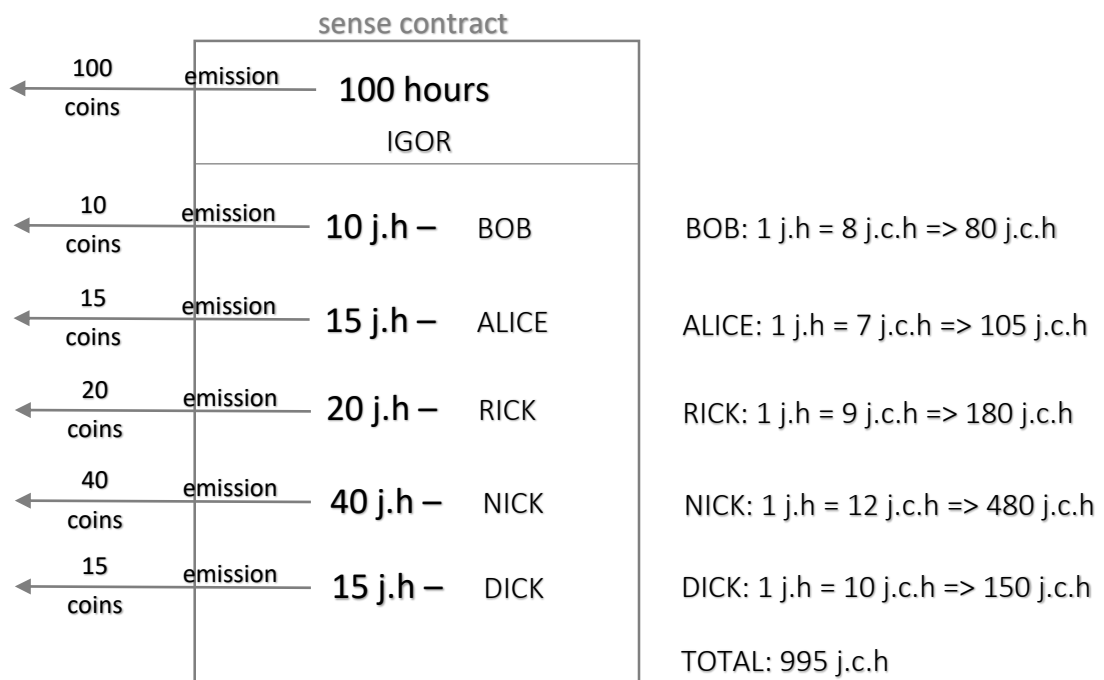 sense contract
100 emission 100 hours
coins
IGOR
10 emission 10 j.h – BOB BOB: 1 j.h = 8 j.c.h => 80 j.c.h
coins
15 emission 15 j.h – ALICE ALICE: 1 j.h = 7 j.c.h => 105 j.c.h
coins
20 emission 20 j.h – RICK RICK: 1 j.h = 9 j.c.h => 180 j.c.h
coins
40 emission 40 j.h – NICK NICK: 1 j.h = 12 j.c.h => 480 j.c.h
coins
15 emission 15 j.h – DICK DICK: 1 j.h = 10 j.c.h => 150 j.c.h
coins
TOTAL: 995 j.c.h